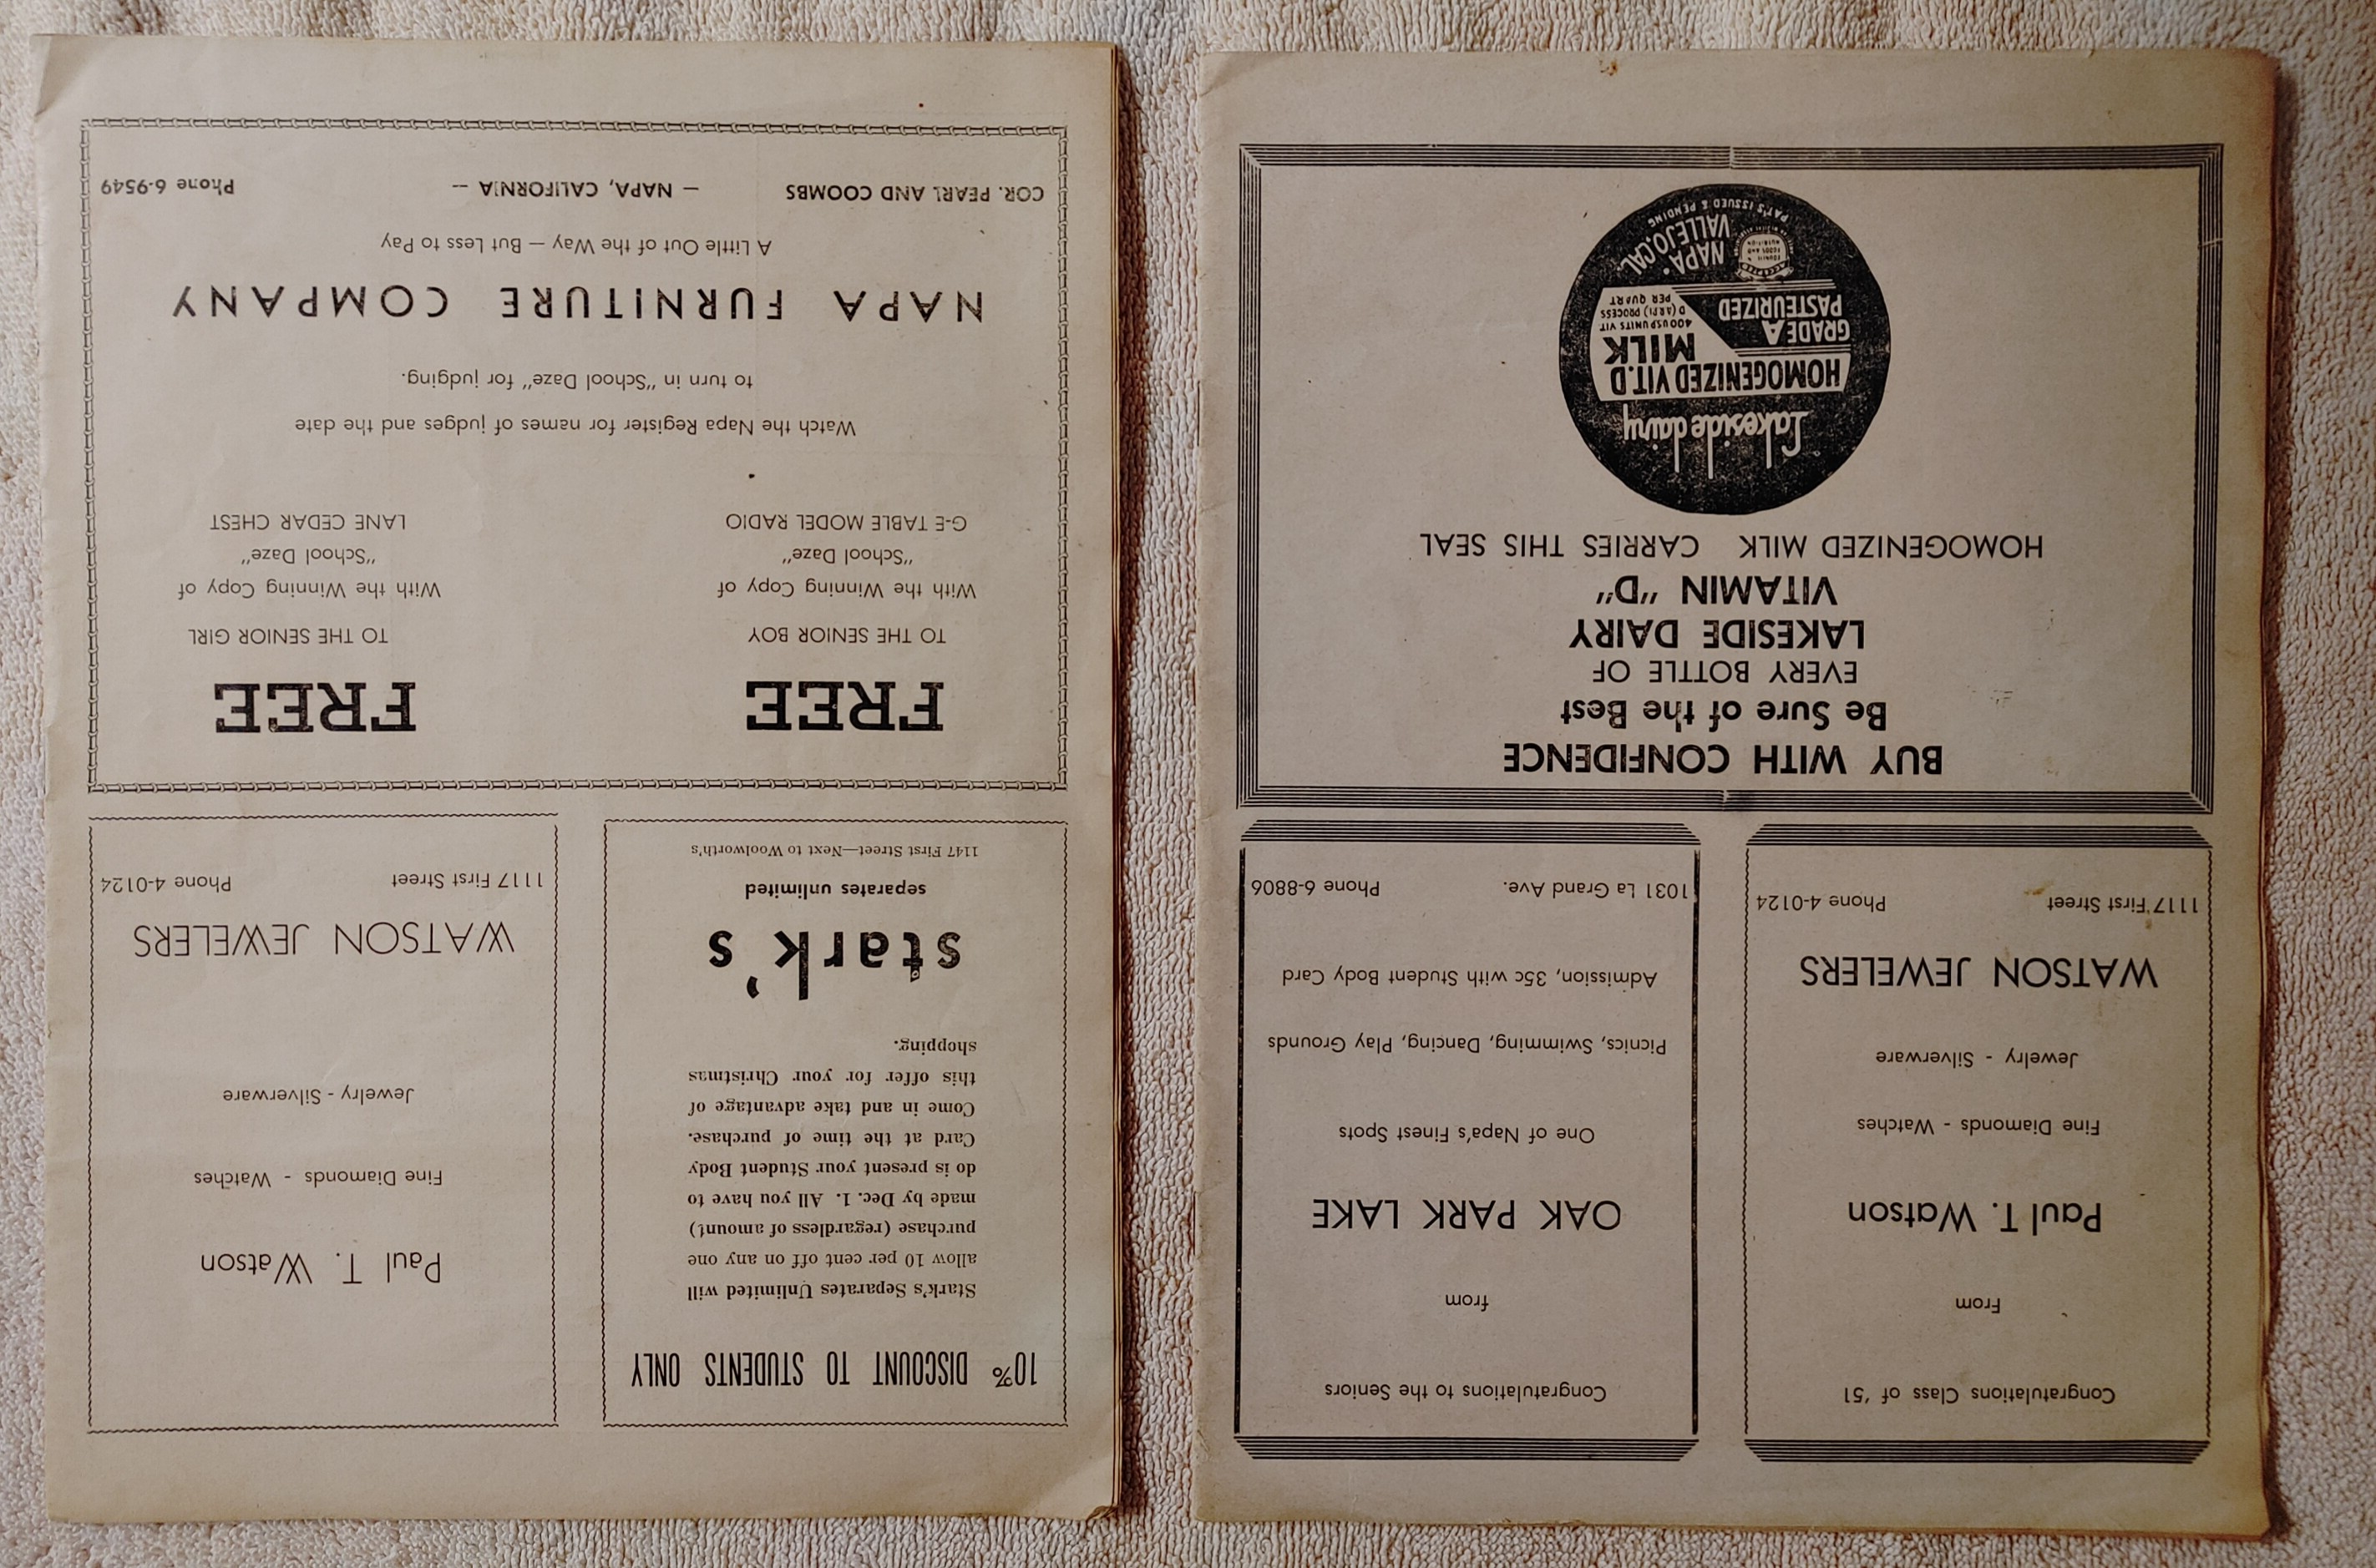 Congratulations Class of '51
From
Paul T. Watson
Fine Diamonds - Watches
Jewelry - Silverware
WATSON JEWELERS
1117 First Street Phone 4-0124
Congratulations to the Seniors
from
OAK PARK LAKE
One of Napa's Finest Spots
Picnics, Swimming, Dancing, Play Grounds
Admission, 35c with Student Body Card
1031 La Grand Ave. Phone 6-8806
BUY WITH CONFIDENCE
Be Sure of the Best
EVERY BOTTLE OF
LAKESIDE DAIRY
VITAMIN "D"
HOMOGENIZED MILK CARRIES THIS SEAL
Lakeside dairy
HOMOGENIZED VIT.D
MILK
GRADE A
PASTEURIZED
400 USP UNITS VIT
D (ARPI) PROCESS
PER QUART
ACCEPTED
NAPA • VALLEJO, CAL.
PAT'S ISSUED & PENDING
10% DISCOUNT TO STUDENTS ONLY
Stark's Separates Unlimited will
allow 10 per cent off on any one
purchase (regardless of amount)
made by Dec. 1. All you have to
do is present your Student Body
Card at the time of purchase.
Come in and take advantage of
this offer for your Christmas
shopping.
stark's
separates unlimited
1147 First Street—Next to Woolworth's
Paul T. Watson
Fine Diamonds - Watches
Jewelry - Silverware
WATSON JEWELERS
1117 First Street Phone 4-0124
FREE
TO THE SENIOR BOY
With the Winning Copy of
"School Daze"
G-E TABLE MODEL RADIO
FREE
TO THE SENIOR GIRL
With the Winning Copy of
"School Daze"
LANE CEDAR CHEST
Watch the Napa Register for names of judges and the date
to turn in "School Daze" for judging.
NAPA FURNITURE COMPANY
A Little Out of the Way — But Less to Pay
COR. PEARL AND COOMBS — NAPA, CALIFORNIA — Phone 6-9549